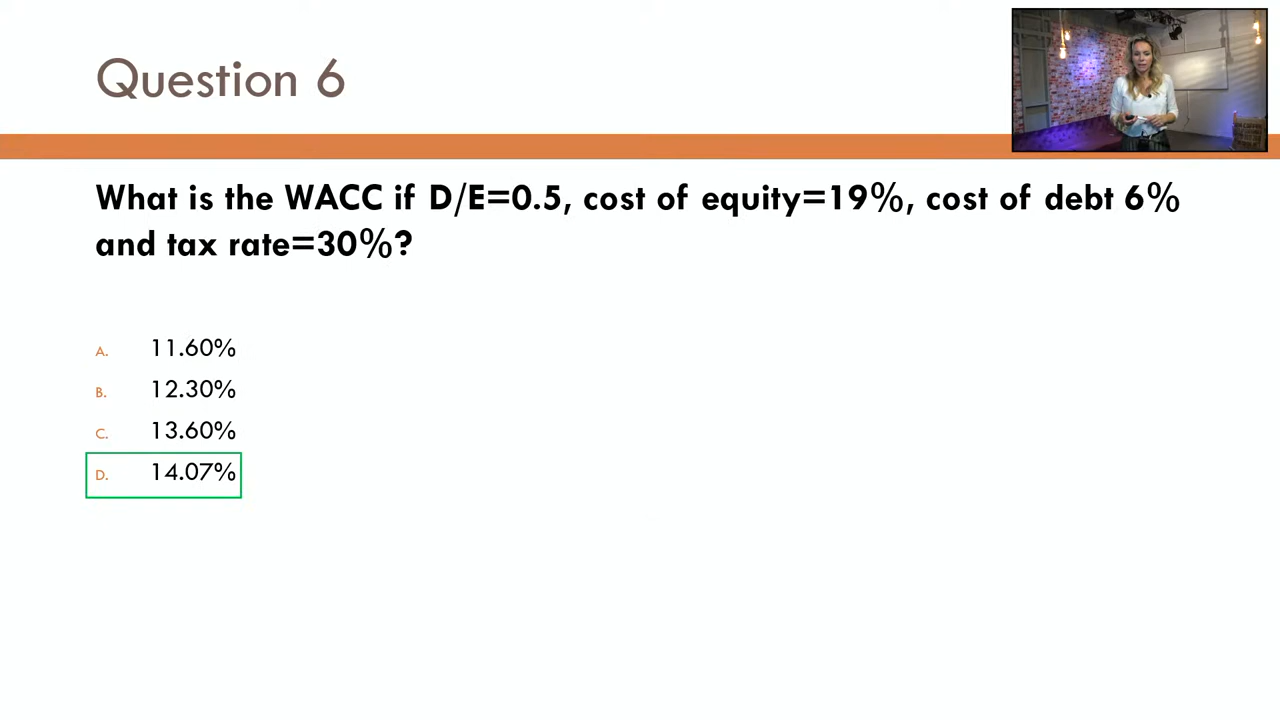 Question 6
What is the WACC if D/E=0.5, cost of equity=19%, cost of debt 6%
and tax rate=30%?
A. 11.60%
B. 12.30%
C. 13.60%
D. 14.07%